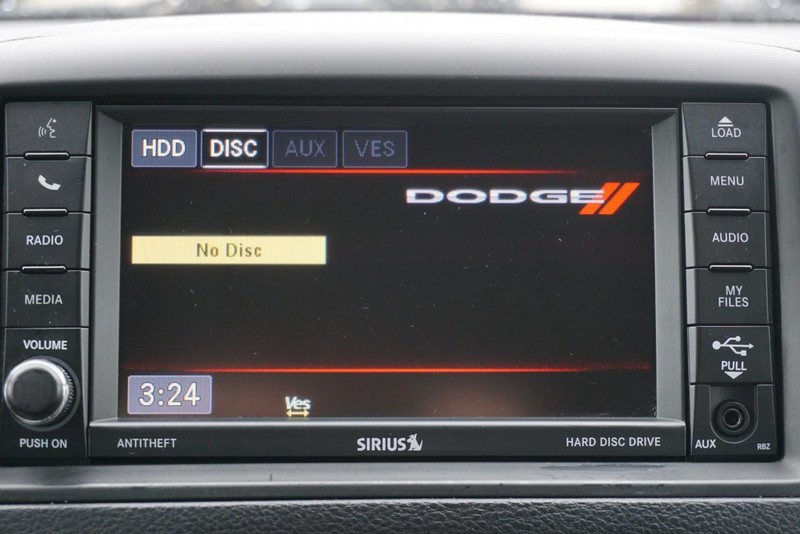 HDD DISC AUX VES
DODGE
No Disc
3:24
Ves
RADIO
MEDIA
VOLUME
PUSH ON
LOAD
MENU
AUDIO
MY
FILES
PULL
AUX
RBZ
ANTITHEFT
SIRIUS
HARD DISC DRIVE